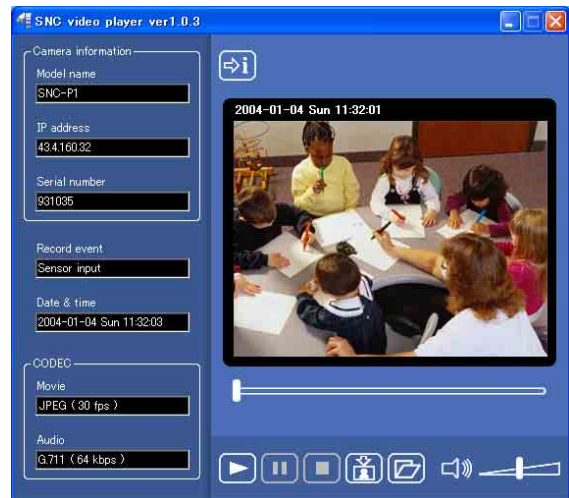 SNC video player ver1.0.3
Camera information
Model name
SNC-P1
IP address
43.4.160.32
Serial number
931035
Record event
Sensor input
Date & time
2004-01-04 Sun 11:32:03
CODEC
Movie
JPEG ( 30 fps )
Audio
G.711 ( 64 kbps )
i
2004-01-04 Sun 11:32:01